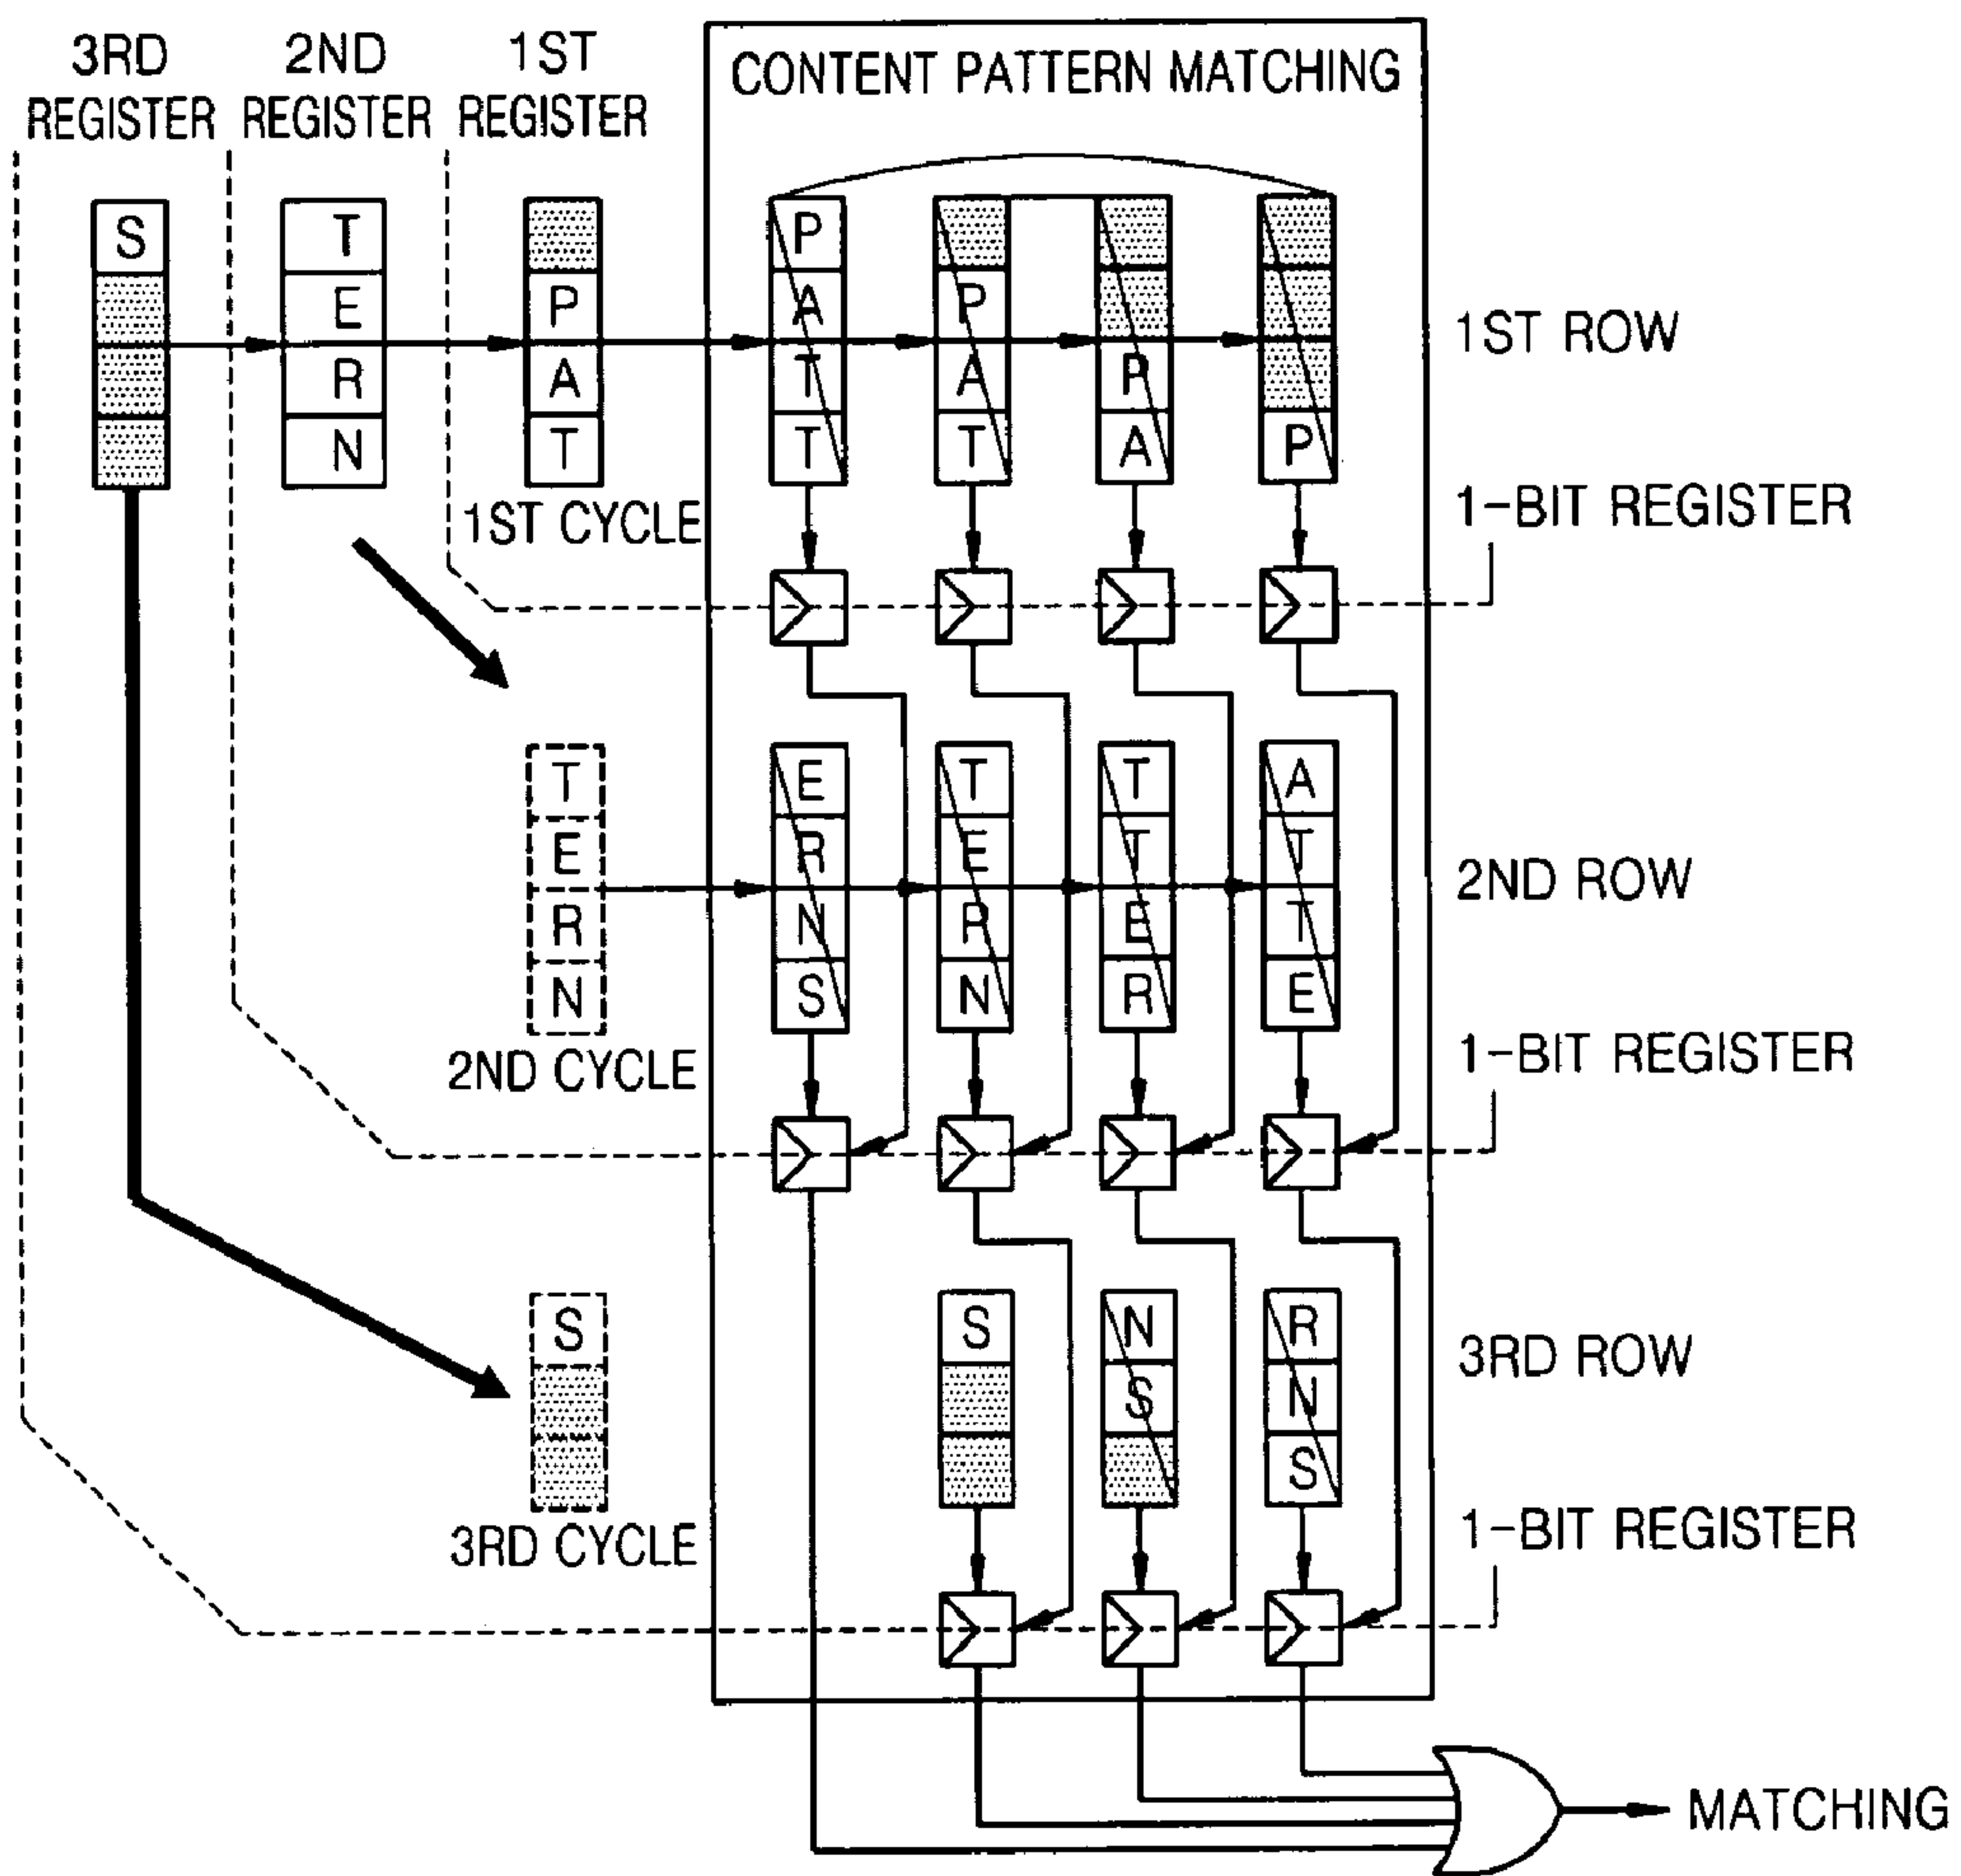 3RD REGISTER
2ND REGISTER
1ST REGISTER
CONTENT PATTERN MATCHING
S
T
E
R
N
P
A
T
1ST CYCLE
P
A
T
T
P
A
T
P
A
P
1ST ROW
1-BIT REGISTER
T
E
R
N
2ND CYCLE
E
R
N
S
T
E
R
N
T
T
E
R
A
T
T
E
2ND ROW
1-BIT REGISTER
S
3RD CYCLE
S
N
S
R
N
S
3RD ROW
1-BIT REGISTER
MATCHING